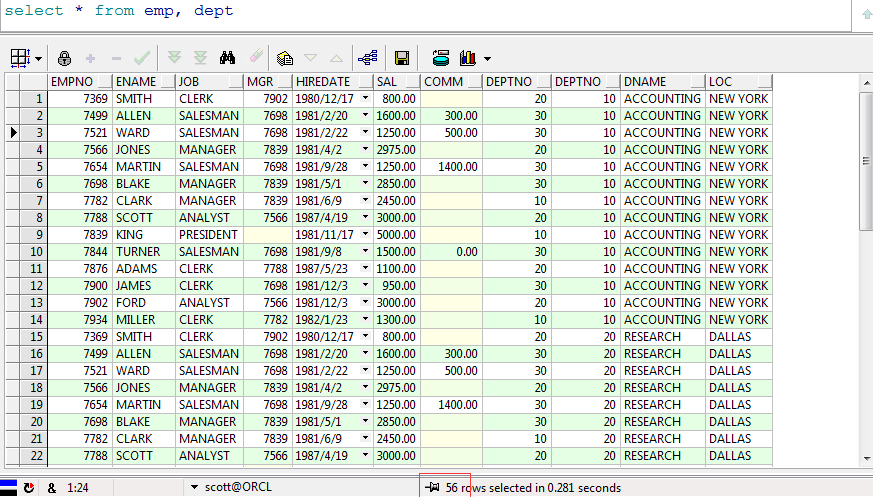 select * from emp, dept
EMPNO ENAME JOB MGR HIREDATE SAL COMM DEPTNO DEPTNO DNAME LOC
1 7369 SMITH CLERK 7902 1980/12/17 800.00 20 10 ACCOUNTING NEW YORK
2 7499 ALLEN SALESMAN 7698 1981/2/20 1600.00 300.00 30 10 ACCOUNTING NEW YORK
3 7521 WARD SALESMAN 7698 1981/2/22 1250.00 500.00 30 10 ACCOUNTING NEW YORK
4 7566 JONES MANAGER 7839 1981/4/2 2975.00 20 10 ACCOUNTING NEW YORK
5 7654 MARTIN SALESMAN 7698 1981/9/28 1250.00 1400.00 30 10 ACCOUNTING NEW YORK
6 7698 BLAKE MANAGER 7839 1981/5/1 2850.00 30 10 ACCOUNTING NEW YORK
7 7782 CLARK MANAGER 7839 1981/6/9 2450.00 10 10 ACCOUNTING NEW YORK
8 7788 SCOTT ANALYST 7566 1987/4/19 3000.00 20 10 ACCOUNTING NEW YORK
9 7839 KING PRESIDENT 1981/11/17 5000.00 10 10 ACCOUNTING NEW YORK
10 7844 TURNER SALESMAN 7698 1981/9/8 1500.00 0.00 30 10 ACCOUNTING NEW YORK
11 7876 ADAMS CLERK 7788 1987/5/23 1100.00 20 10 ACCOUNTING NEW YORK
12 7900 JAMES CLERK 7698 1981/12/3 950.00 30 10 ACCOUNTING NEW YORK
13 7902 FORD ANALYST 7566 1981/12/3 3000.00 20 10 ACCOUNTING NEW YORK
14 7934 MILLER CLERK 7782 1982/1/23 1300.00 10 10 ACCOUNTING NEW YORK
15 7369 SMITH CLERK 7902 1980/12/17 800.00 20 20 RESEARCH DALLAS
16 7499 ALLEN SALESMAN 7698 1981/2/20 1600.00 300.00 30 20 RESEARCH DALLAS
17 7521 WARD SALESMAN 7698 1981/2/22 1250.00 500.00 30 20 RESEARCH DALLAS
18 7566 JONES MANAGER 7839 1981/4/2 2975.00 20 20 RESEARCH DALLAS
19 7654 MARTIN SALESMAN 7698 1981/9/28 1250.00 1400.00 30 20 RESEARCH DALLAS
20 7698 BLAKE MANAGER 7839 1981/5/1 2850.00 30 20 RESEARCH DALLAS
21 7782 CLARK MANAGER 7839 1981/6/9 2450.00 10 20 RESEARCH DALLAS
22 7788 SCOTT ANALYST 7566 1987/4/19 3000.00 20 20 RESEARCH DALLAS
& 1:24 scott@ORCL 56 rows selected in 0.281 seconds